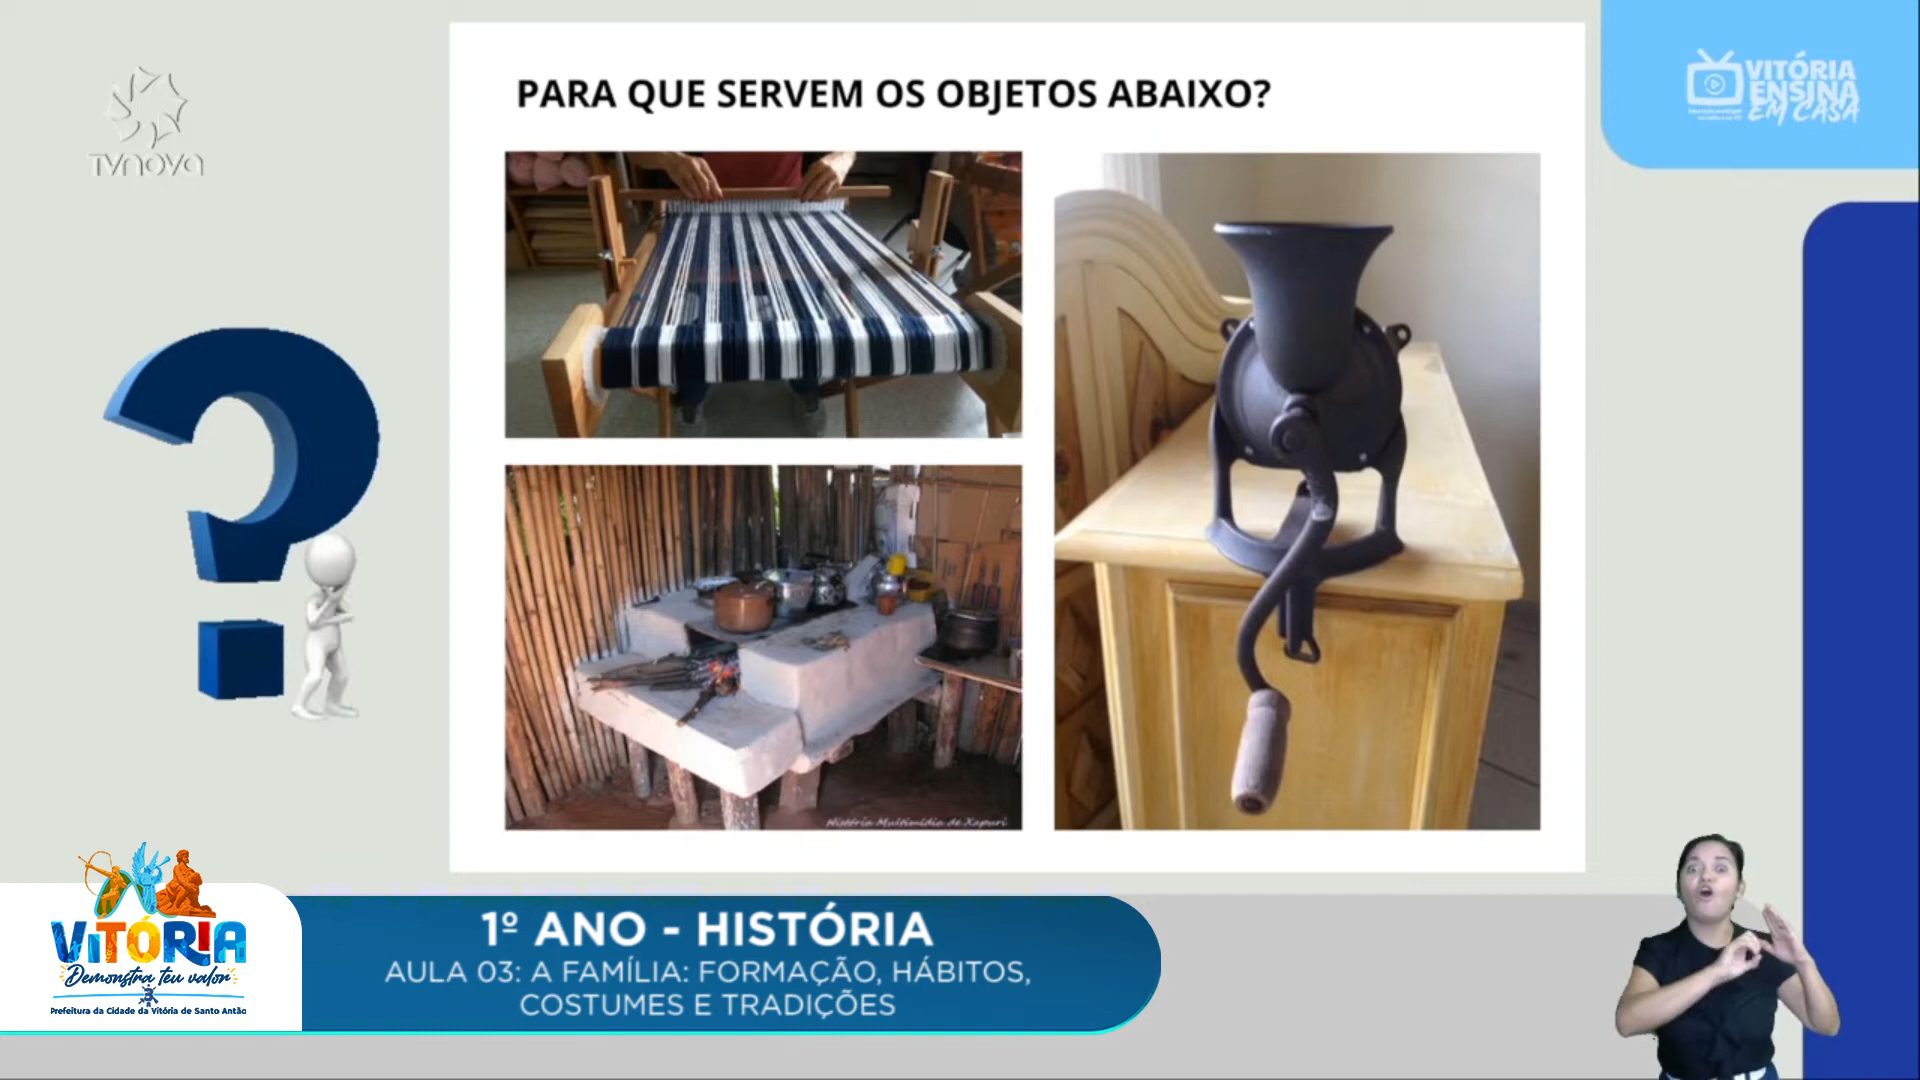 TVNOVA
PARA QUE SERVEM OS OBJETOS ABAIXO?
VITÓRIA
ENSINA
EM CASA
História Multimídia de Xapuri
VITÓRIA
Demonstra teu valor
Prefeitura da Cidade da Vitória de Santo Antão
1º ANO - HISTÓRIA
AULA 03: A FAMÍLIA: FORMAÇÃO, HÁBITOS,
COSTUMES E TRADIÇÕES